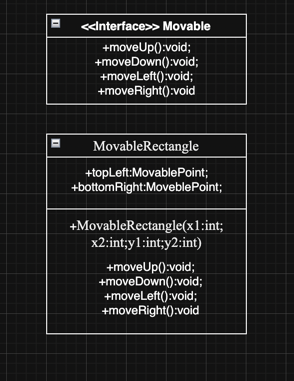 <<Interface>> Movable
+moveUp():void;
+moveDown():void;
+moveLeft():void;
+moveRight():void
MovableRectangle
+topLeft:MovablePoint;
+bottomRight:MoveblePoint;
+MovableRectangle(x1:int;
x2:int;y1:int;y2:int)
+moveUp():void;
+moveDown():void;
+moveLeft():void;
+moveRight():void